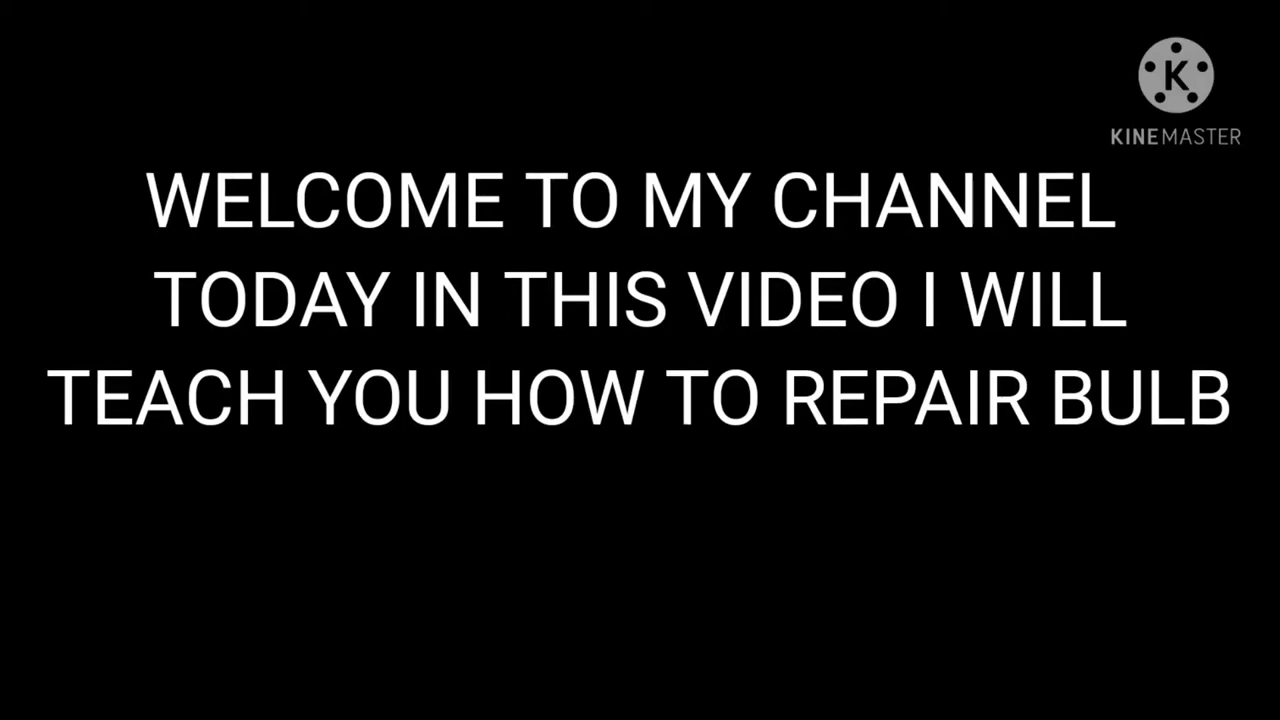 K
KINEMASTER
WELCOME TO MY CHANNEL
TODAY IN THIS VIDEO I WILL
TEACH YOU HOW TO REPAIR BULB